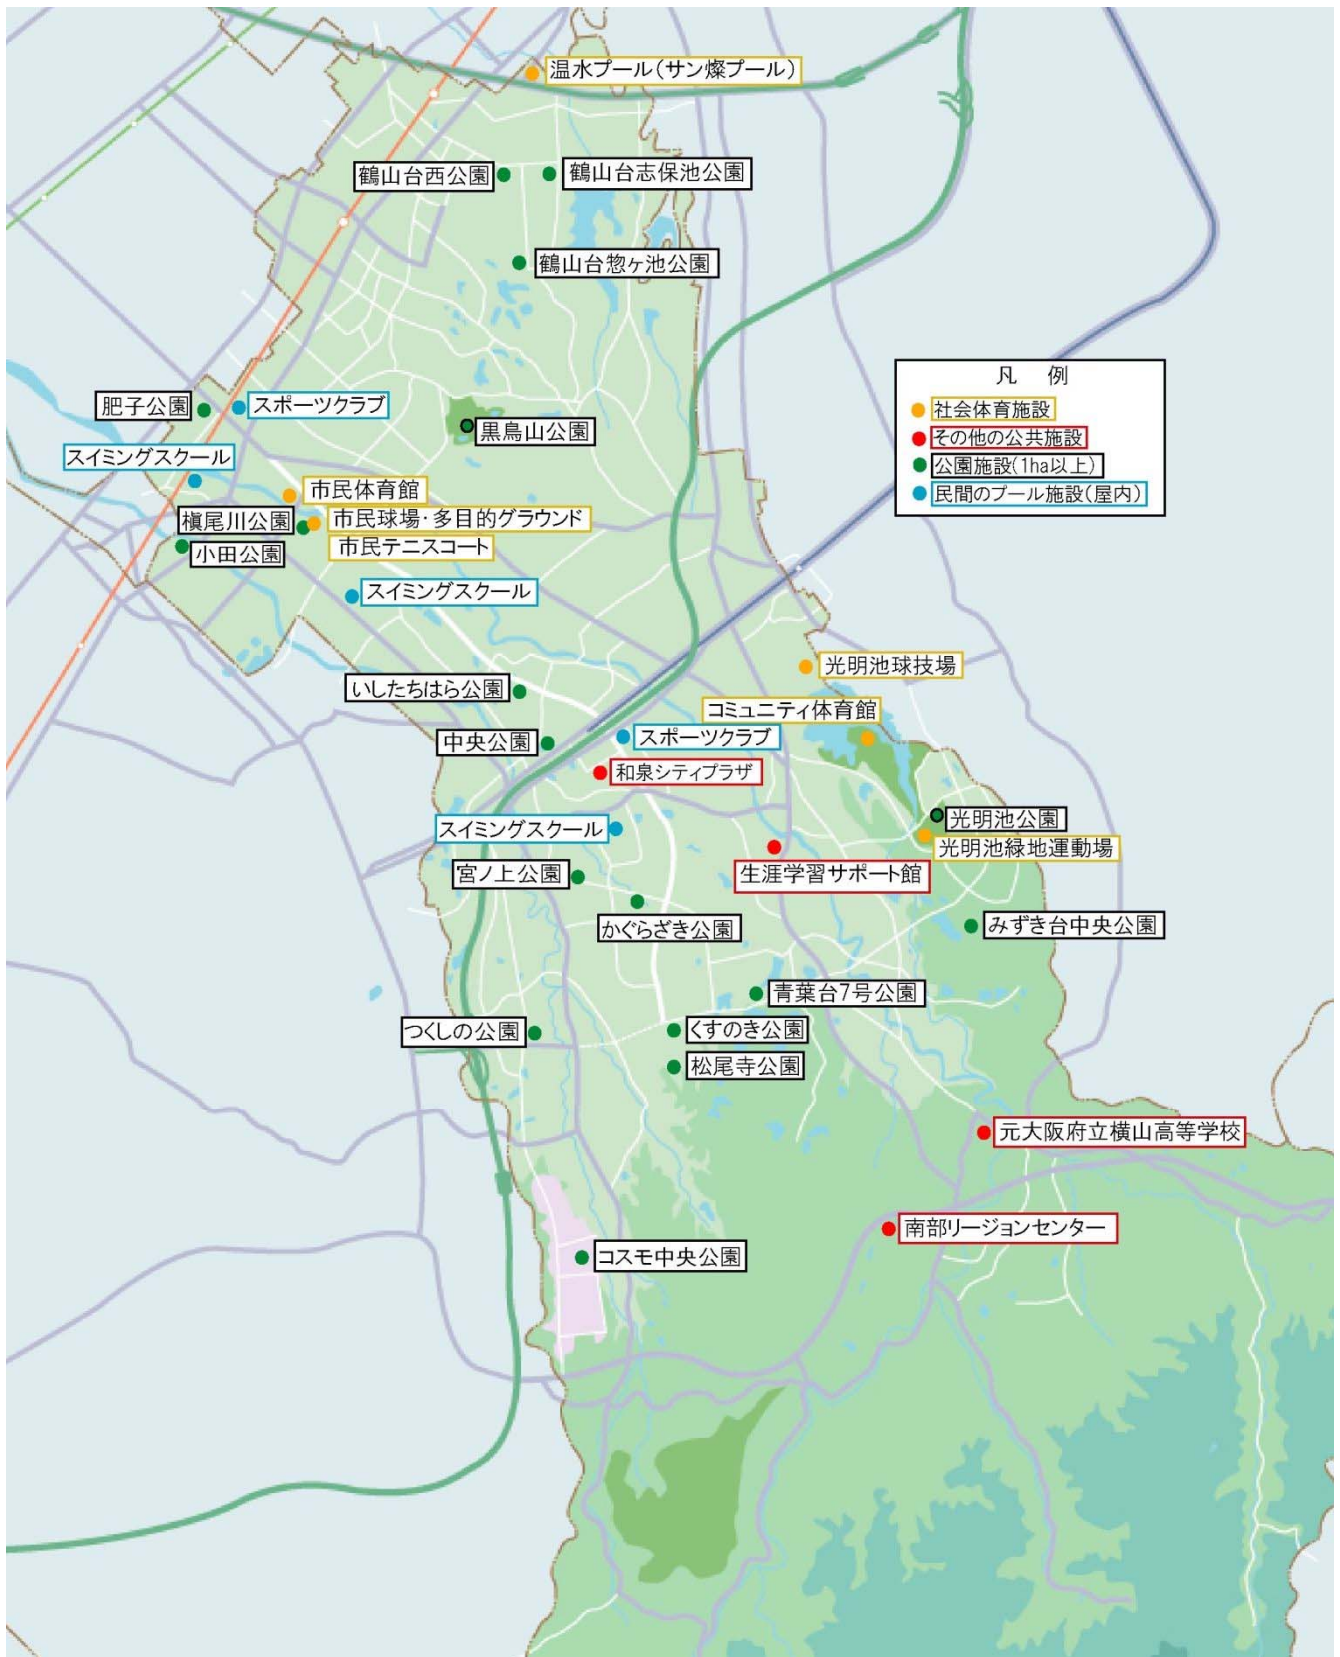 温水プール(サン燦プール)
鶴山台西公園
鶴山台志保池公園
鶴山台惣ヶ池公園
凡 例
社会体育施設
その他の公共施設
公園施設(1ha以上)
民間のプール施設(屋内)
肥子公園
スポーツクラブ
黒鳥山公園
スイミングスクール
市民体育館
槇尾川公園
市民球場・多目的グラウンド
小田公園
市民テニスコート
スイミングスクール
光明池球技場
いしたちはら公園
コミュニティ体育館
中央公園
スポーツクラブ
和泉シティプラザ
光明池公園
スイミングスクール
光明池緑地運動場
宮ノ上公園
生涯学習サポート館
かぐらざき公園
みずき台中央公園
青葉台7号公園
つくしの公園
くすのき公園
松尾寺公園
元大阪府立横山高等学校
南部リージョンセンター
コスモ中央公園